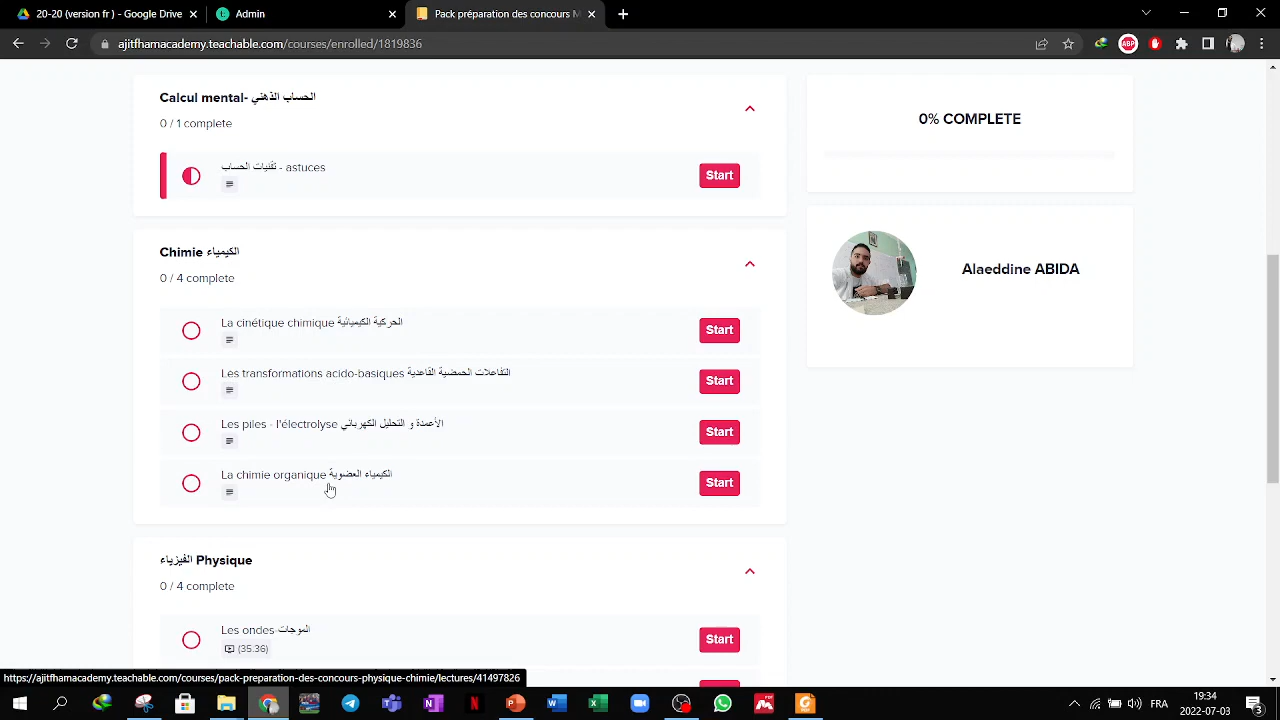 20-20 (version fr ) - Google Drive
Admin
Pack préparation des concours M
ajitfhamacademy.teachable.com/courses/enrolled/1819836
ABP
Calcul mental- الحساب الذهني
0 / 1 complete
تقنيات الحساب - astuces
Start
0% COMPLETE
Chimie الكيمياء
0 / 4 complete
Alaeddine ABIDA
La cinétique chimique الحركية الكيميائية
Start
Les transformations acido-basiques التفاعلات الحمضية القاعدية
Start
Les piles - l'électrolyse الأعمدة و التحليل الكهربائي
Start
La chimie organique الكيمياء العضوية
Start
الفيزياء Physique
0 / 4 complete
Les ondes-الموجات
(35.36)
Start
https://ajitfhamacademy.teachable.com/courses/pack-preparation-des-concours-physique-chimie/lectures/41497826
FRA
19:34
2022-07-03
3